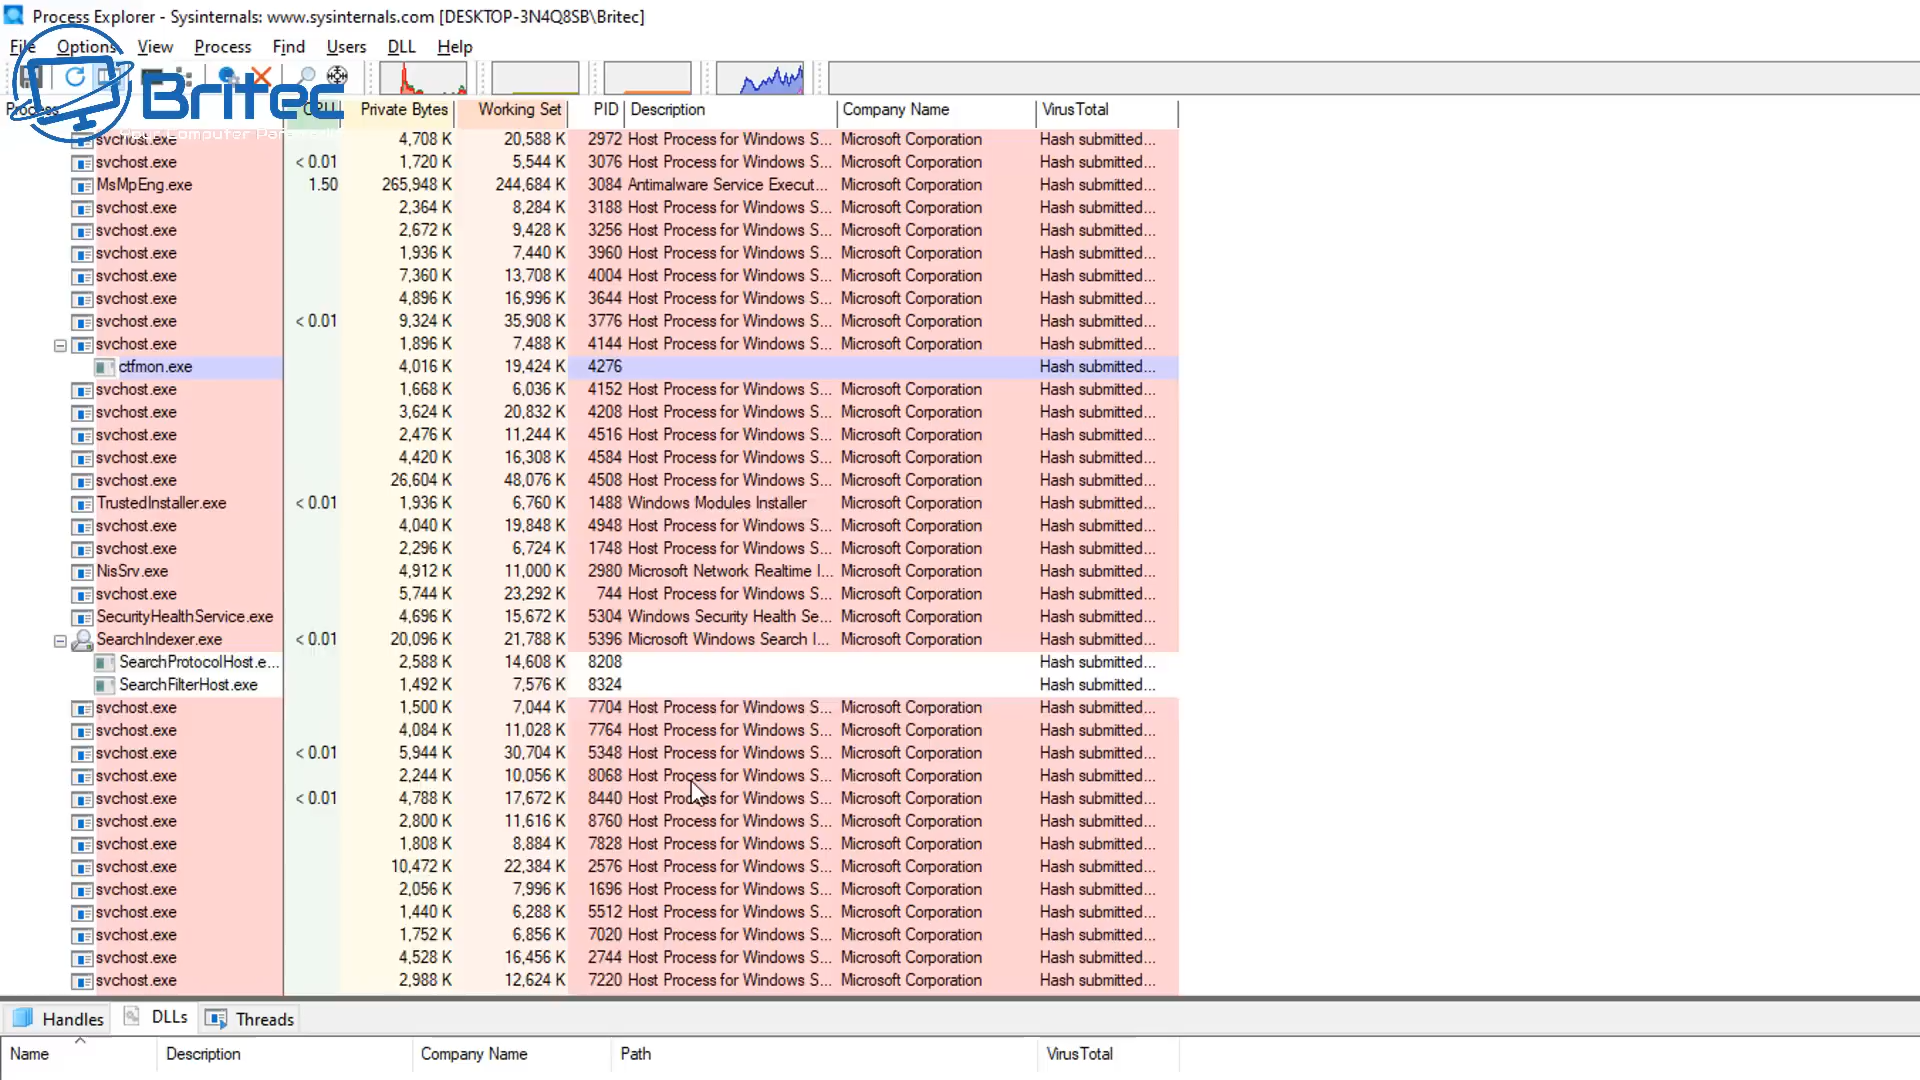 Process Explorer - Sysinternals: www.sysinternals.com [DESKTOP-3N4Q8SB\Britec]
File Options View Process Find Users DLL Help
Britec
Process CPU Private Bytes Working Set PID Description Company Name VirusTotal
svchost.exe 4,708 K 20,588 K 2972 Host Process for Windows S... Microsoft Corporation Hash submitted...
svchost.exe < 0.01 1,720 K 5,544 K 3076 Host Process for Windows S... Microsoft Corporation Hash submitted...
MsMpEng.exe 1.50 265,948 K 244,684 K 3084 Antimalware Service Execut... Microsoft Corporation Hash submitted...
svchost.exe 2,364 K 8,284 K 3188 Host Process for Windows S... Microsoft Corporation Hash submitted...
svchost.exe 2,672 K 9,428 K 3256 Host Process for Windows S... Microsoft Corporation Hash submitted...
svchost.exe 1,936 K 7,440 K 3960 Host Process for Windows S... Microsoft Corporation Hash submitted...
svchost.exe 7,360 K 13,708 K 4004 Host Process for Windows S... Microsoft Corporation Hash submitted...
svchost.exe 4,896 K 16,996 K 3644 Host Process for Windows S... Microsoft Corporation Hash submitted...
svchost.exe < 0.01 9,324 K 35,908 K 3776 Host Process for Windows S... Microsoft Corporation Hash submitted...
svchost.exe 1,896 K 7,488 K 4144 Host Process for Windows S... Microsoft Corporation Hash submitted...
ctfmon.exe 4,016 K 19,424 K 4276 Hash submitted...
svchost.exe 1,668 K 6,036 K 4152 Host Process for Windows S... Microsoft Corporation Hash submitted...
svchost.exe 3,624 K 20,832 K 4208 Host Process for Windows S... Microsoft Corporation Hash submitted...
svchost.exe 2,476 K 11,244 K 4516 Host Process for Windows S... Microsoft Corporation Hash submitted...
svchost.exe 4,420 K 16,308 K 4584 Host Process for Windows S... Microsoft Corporation Hash submitted...
svchost.exe 26,604 K 48,076 K 4508 Host Process for Windows S... Microsoft Corporation Hash submitted...
TrustedInstaller.exe < 0.01 1,936 K 6,760 K 1488 Windows Modules Installer Microsoft Corporation Hash submitted...
svchost.exe 4,040 K 19,848 K 4948 Host Process for Windows S... Microsoft Corporation Hash submitted...
svchost.exe 2,296 K 6,724 K 1748 Host Process for Windows S... Microsoft Corporation Hash submitted...
NisSrv.exe 4,912 K 11,000 K 2980 Microsoft Network Realtime I... Microsoft Corporation Hash submitted...
svchost.exe 5,744 K 23,292 K 744 Host Process for Windows S... Microsoft Corporation Hash submitted...
SecurityHealthService.exe 4,696 K 15,672 K 5304 Windows Security Health Se... Microsoft Corporation Hash submitted...
SearchIndexer.exe < 0.01 20,096 K 21,788 K 5396 Microsoft Windows Search I... Microsoft Corporation Hash submitted...
SearchProtocolHost.e... 2,588 K 14,608 K 8208 Hash submitted...
SearchFilterHost.exe 1,492 K 7,576 K 8324 Hash submitted...
svchost.exe 1,500 K 7,044 K 7704 Host Process for Windows S... Microsoft Corporation Hash submitted...
svchost.exe 4,084 K 11,028 K 7764 Host Process for Windows S... Microsoft Corporation Hash submitted...
svchost.exe < 0.01 5,944 K 30,704 K 5348 Host Process for Windows S... Microsoft Corporation Hash submitted...
svchost.exe 2,244 K 10,056 K 8068 Host Process for Windows S... Microsoft Corporation Hash submitted...
svchost.exe < 0.01 4,788 K 17,672 K 8440 Host Process for Windows S... Microsoft Corporation Hash submitted...
svchost.exe 2,800 K 11,616 K 8760 Host Process for Windows S... Microsoft Corporation Hash submitted...
svchost.exe 1,808 K 8,884 K 7828 Host Process for Windows S... Microsoft Corporation Hash submitted...
svchost.exe 10,472 K 22,384 K 2576 Host Process for Windows S... Microsoft Corporation Hash submitted...
svchost.exe 2,056 K 7,996 K 1696 Host Process for Windows S... Microsoft Corporation Hash submitted...
svchost.exe 1,440 K 6,288 K 5512 Host Process for Windows S... Microsoft Corporation Hash submitted...
svchost.exe 1,752 K 6,856 K 7020 Host Process for Windows S... Microsoft Corporation Hash submitted...
svchost.exe 4,528 K 16,456 K 2744 Host Process for Windows S... Microsoft Corporation Hash submitted...
svchost.exe 2,988 K 12,624 K 7220 Host Process for Windows S... Microsoft Corporation Hash submitted...
Handles DLLs Threads
Name Description Company Name Path VirusTotal